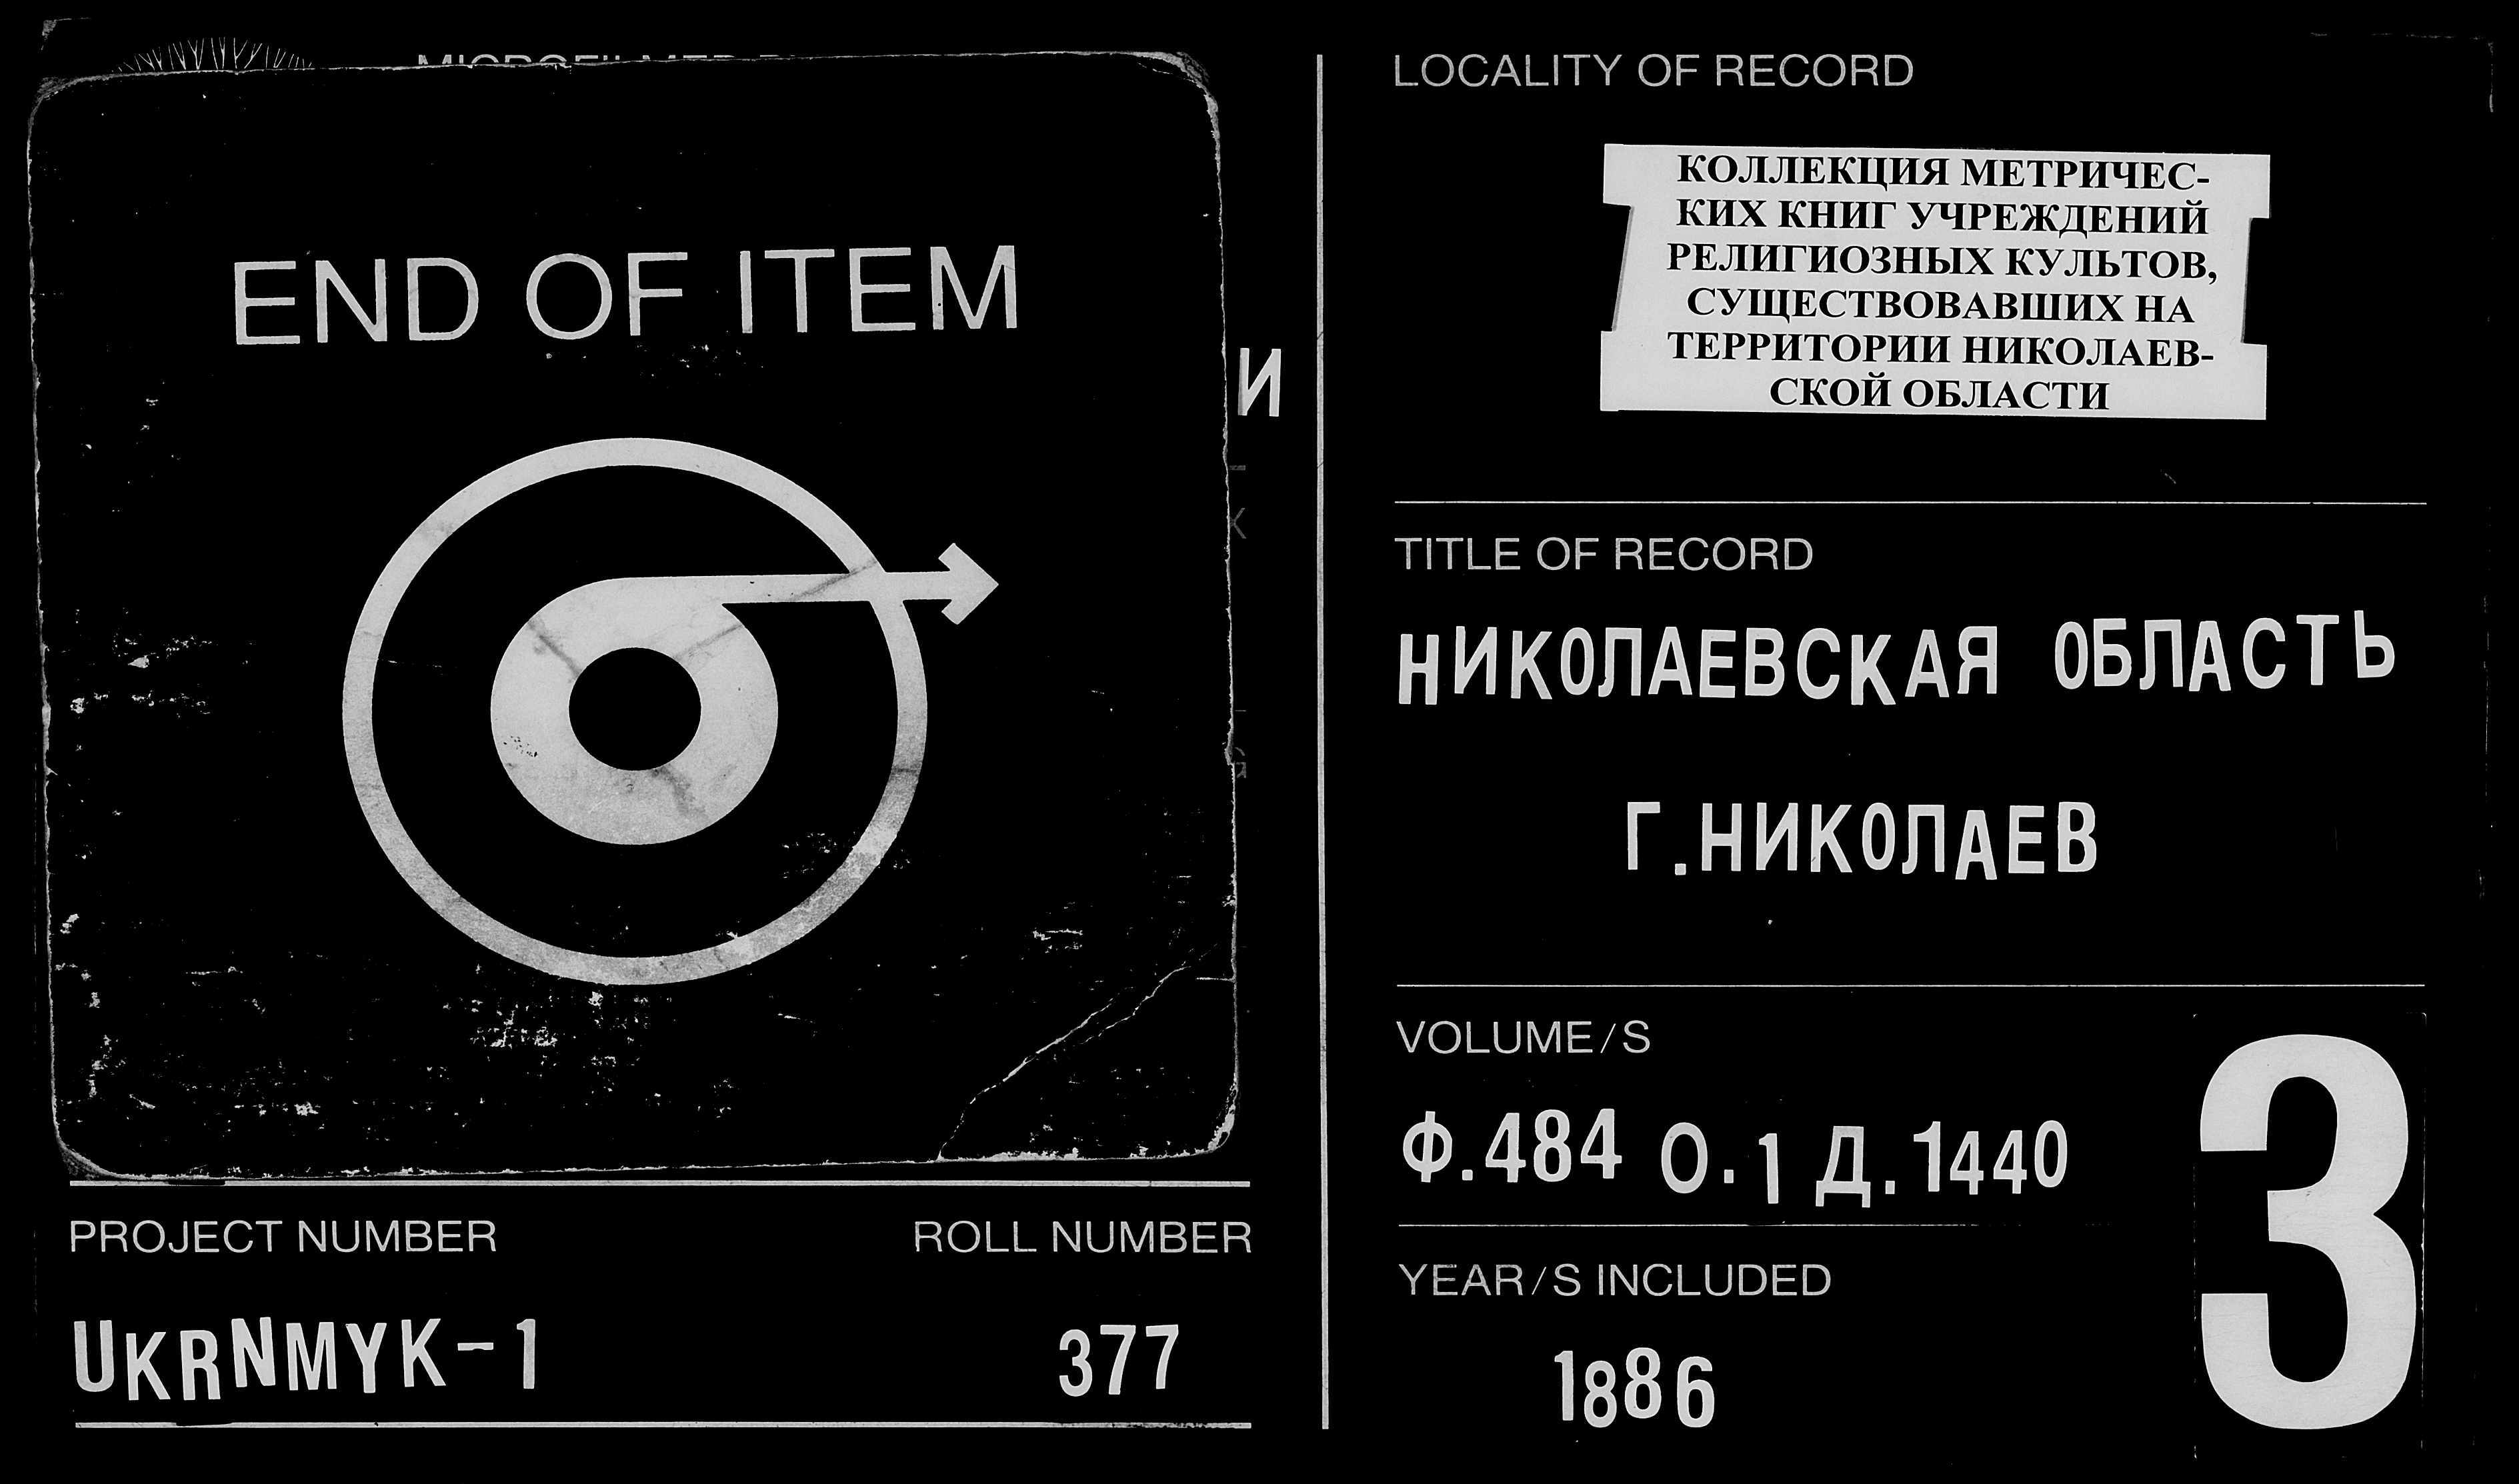 END OF ITEM
И
PROJECT NUMBER
ROLL NUMBER
UKRNMYK-1
377
LOCALITY OF RECORD
КОЛЛЕКЦИЯ МЕТРИЧЕС-
КИХ КНИГ УЧРЕЖДЕНИЙ
РЕЛИГИОЗНЫХ КУЛЬТОВ,
СУЩЕСТВОВАВШИХ НА
ТЕРРИТОРИИ НИКОЛАЕВ-
СКОЙ ОБЛАСТИ
TITLE OF RECORD
НИКОЛАЕВСКАЯ ОБЛАСТЬ
Г.НИКОЛАЕВ
VOLUME/S
Ф.484 О.1 Д.1440
YEAR/S INCLUDED
1886
3